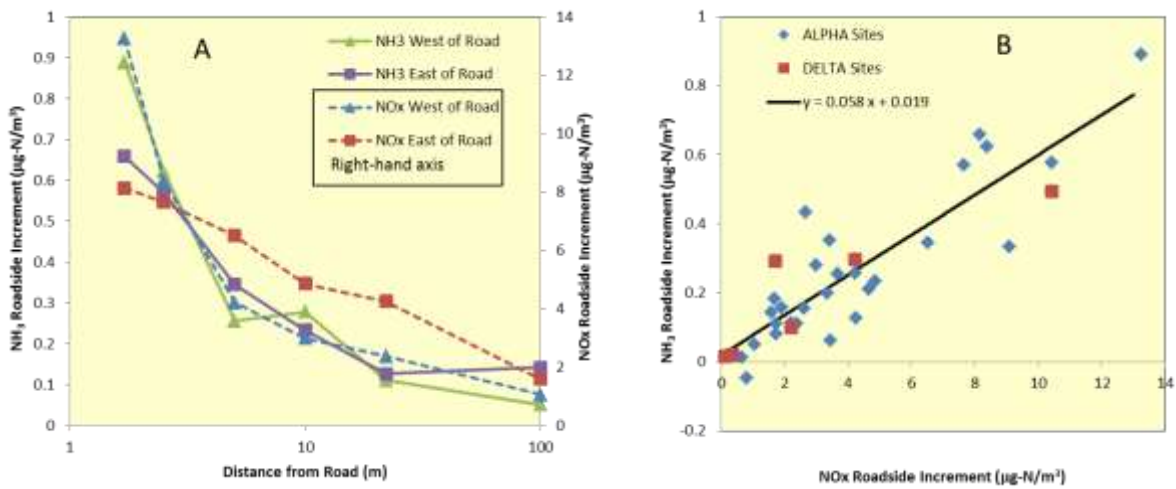 A
NH3 West of Road
NH3 East of Road
NOx West of Road
NOx East of Road
Right-hand axis
1
0.9
0.8
0.7
0.6
0.5
0.4
0.3
0.2
0.1
0
14
12
10
8
6
4
2
0
1
10
100
NH₃ Roadside Increment (µg-N/m³)
NOx Roadside Increment (µg-N/m³)
Distance from Road (m)
B
ALPHA Sites
DELTA Sites
y = 0.058 x + 0.019
1
0.8
0.6
0.4
0.2
0
-0.2
0
2
4
6
8
10
12
14
NH₃ Roadside Increment (µg-N/m³)
NOx Roadside Increment (µg-N/m³)